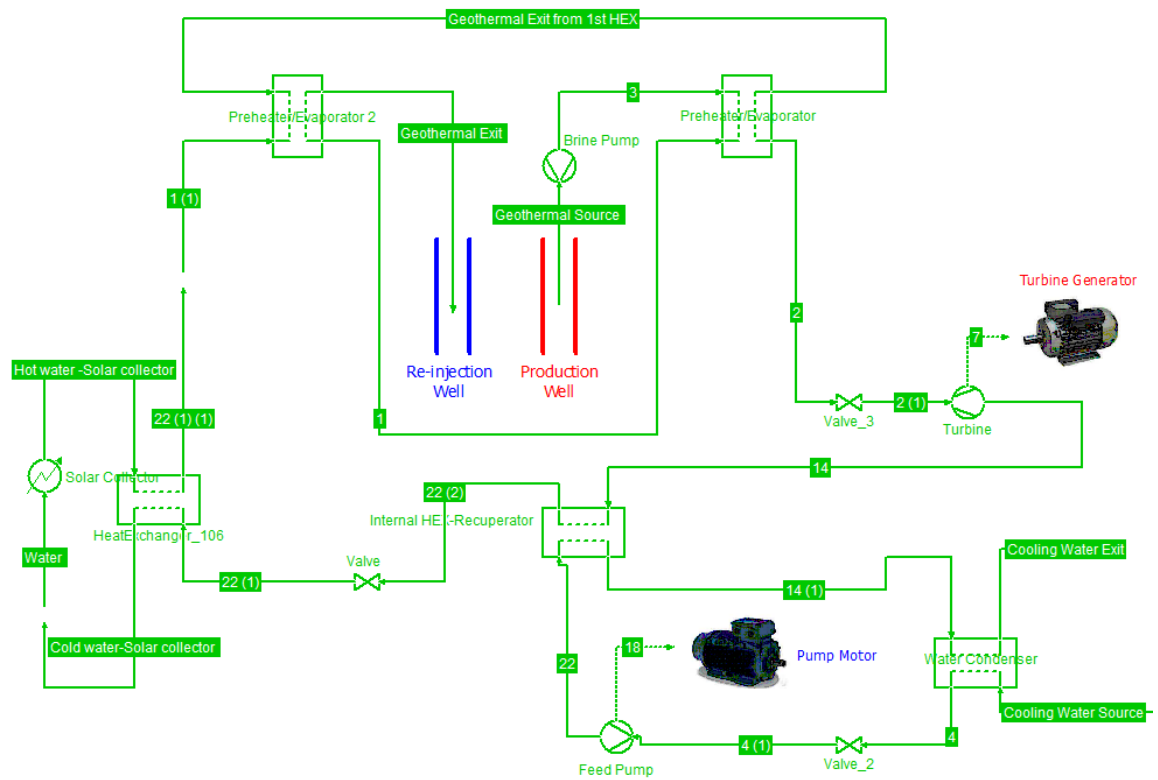 Geothermal Exit from 1st HEX
3
Preheater/Evaporator 2
Preheater/Evaporator
Geothermal Exit
Brine Pump
1 (1)
Geothermal Source
Turbine Generator
2
7
Re-injection
Well
Production
Well
Hot water -Solar collector
22 (1) (1)
1
2 (1)
Valve_3
Turbine
14
Solar Collector
22 (2)
Internal HEX-Recuperator
HeatExchanger_106
Water
Valve
22 (1)
14 (1)
Cooling Water Exit
Cold water-Solar collector
18
Pump Motor
22
Water Condenser
Cooling Water Source
4 (1)
4
Valve_2
Feed Pump